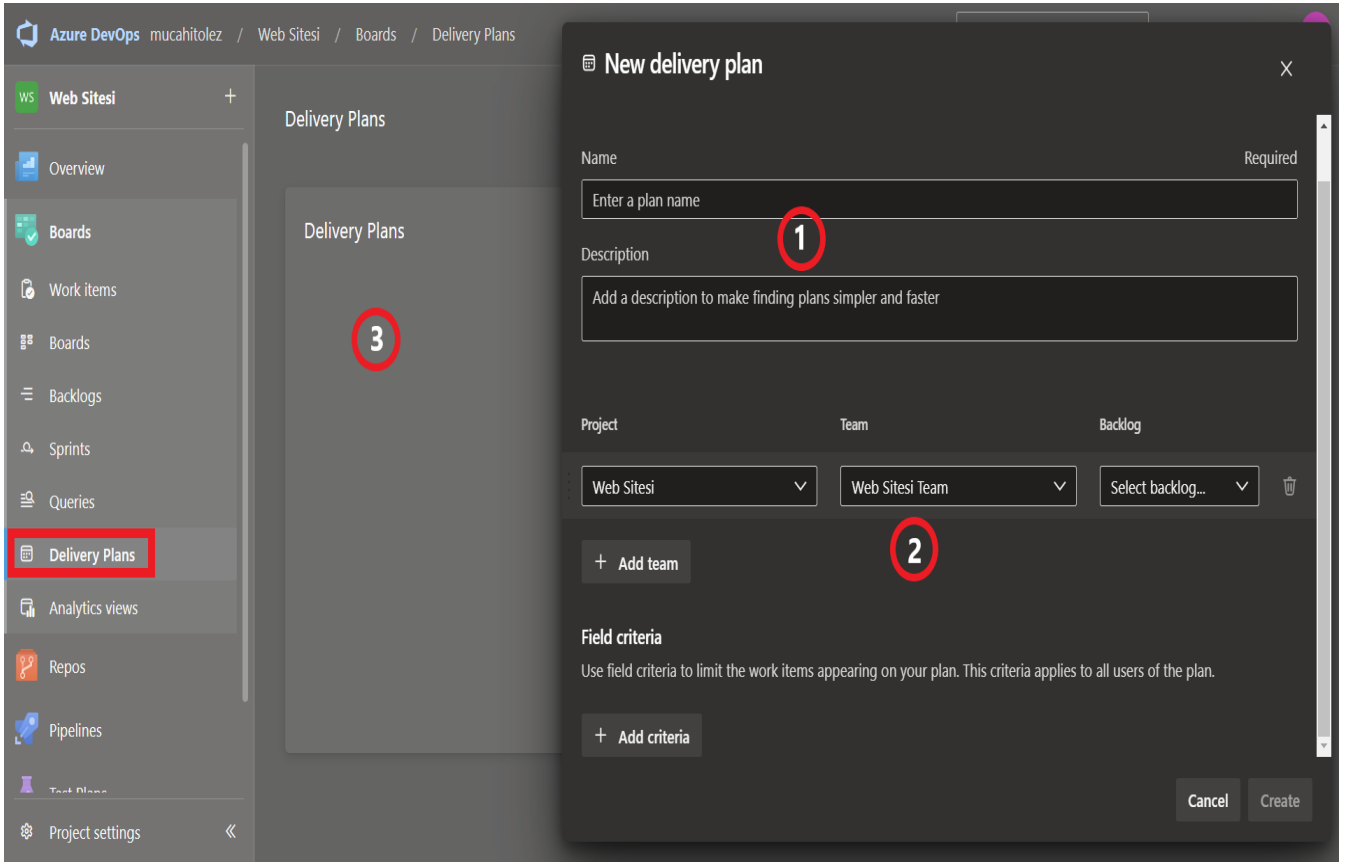 Azure DevOps mucahitolez / Web Sitesi / Boards / Delivery Plans
WS Web Sitesi +
Overview
Boards
Work items
Boards
Backlogs
Sprints
Queries
Delivery Plans
Analytics views
Repos
Pipelines
Test Plans
Project settings
Delivery Plans
Delivery Plans
3
New delivery plan
Name Required
Enter a plan name
1
Description
Add a description to make finding plans simpler and faster
Project Team Backlog
Web Sitesi Web Sitesi Team Select backlog...
2
+ Add team
Field criteria
Use field criteria to limit the work items appearing on your plan. This criteria applies to all users of the plan.
+ Add criteria
Cancel Create